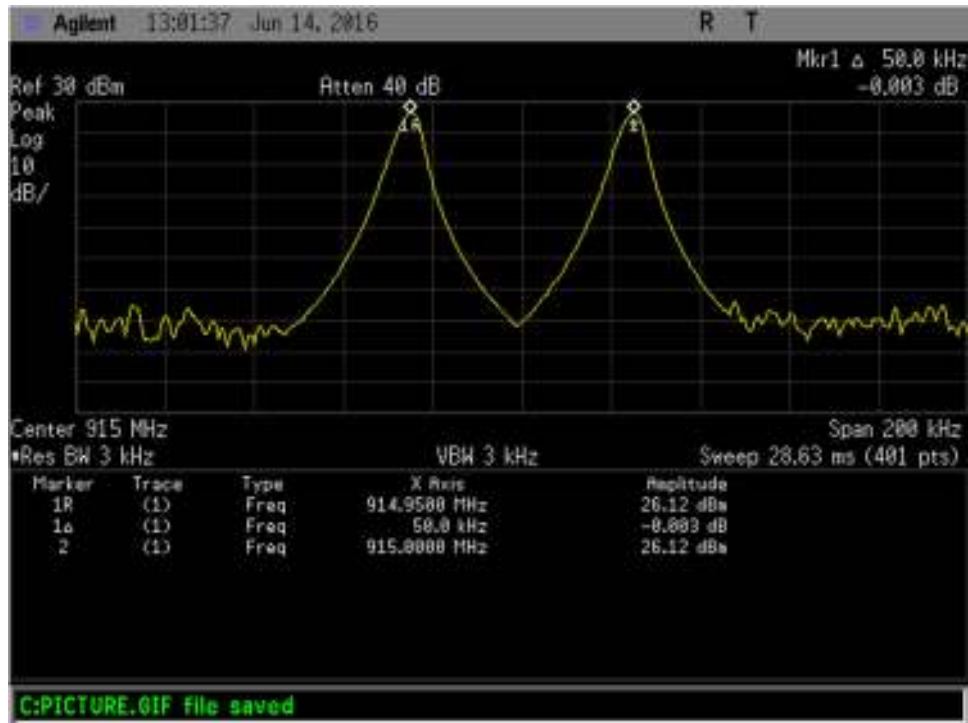 Agilent 13:01:37 Jun 14, 2016 R T
Mkr1 Δ 50.0 kHz
Ref 30 dBm Atten 40 dB -0.003 dB
Peak
Log
10
dB/
1R 2
Center 915 MHz Span 200 kHz
*Res BW 3 kHz VBW 3 kHz Sweep 28.63 ms (401 pts)
Marker Trace Type X Axis Amplitude
1R (1) Freq 914.9500 MHz 26.12 dBm
1Δ (1) Freq 50.0 kHz -0.003 dB
2 (1) Freq 915.0000 MHz 26.12 dBm
C:PICTURE.GIF file saved